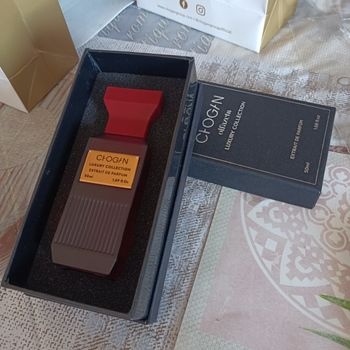 CHOGAN
LUXURY COLLECTION
EXTRAIT DE PARFUM
50ml
1.69 fl.oz
CHOGAN
LUXURY COLLECTION
EXTRAIT DE PARFUM
50ml
1.69 fl.oz